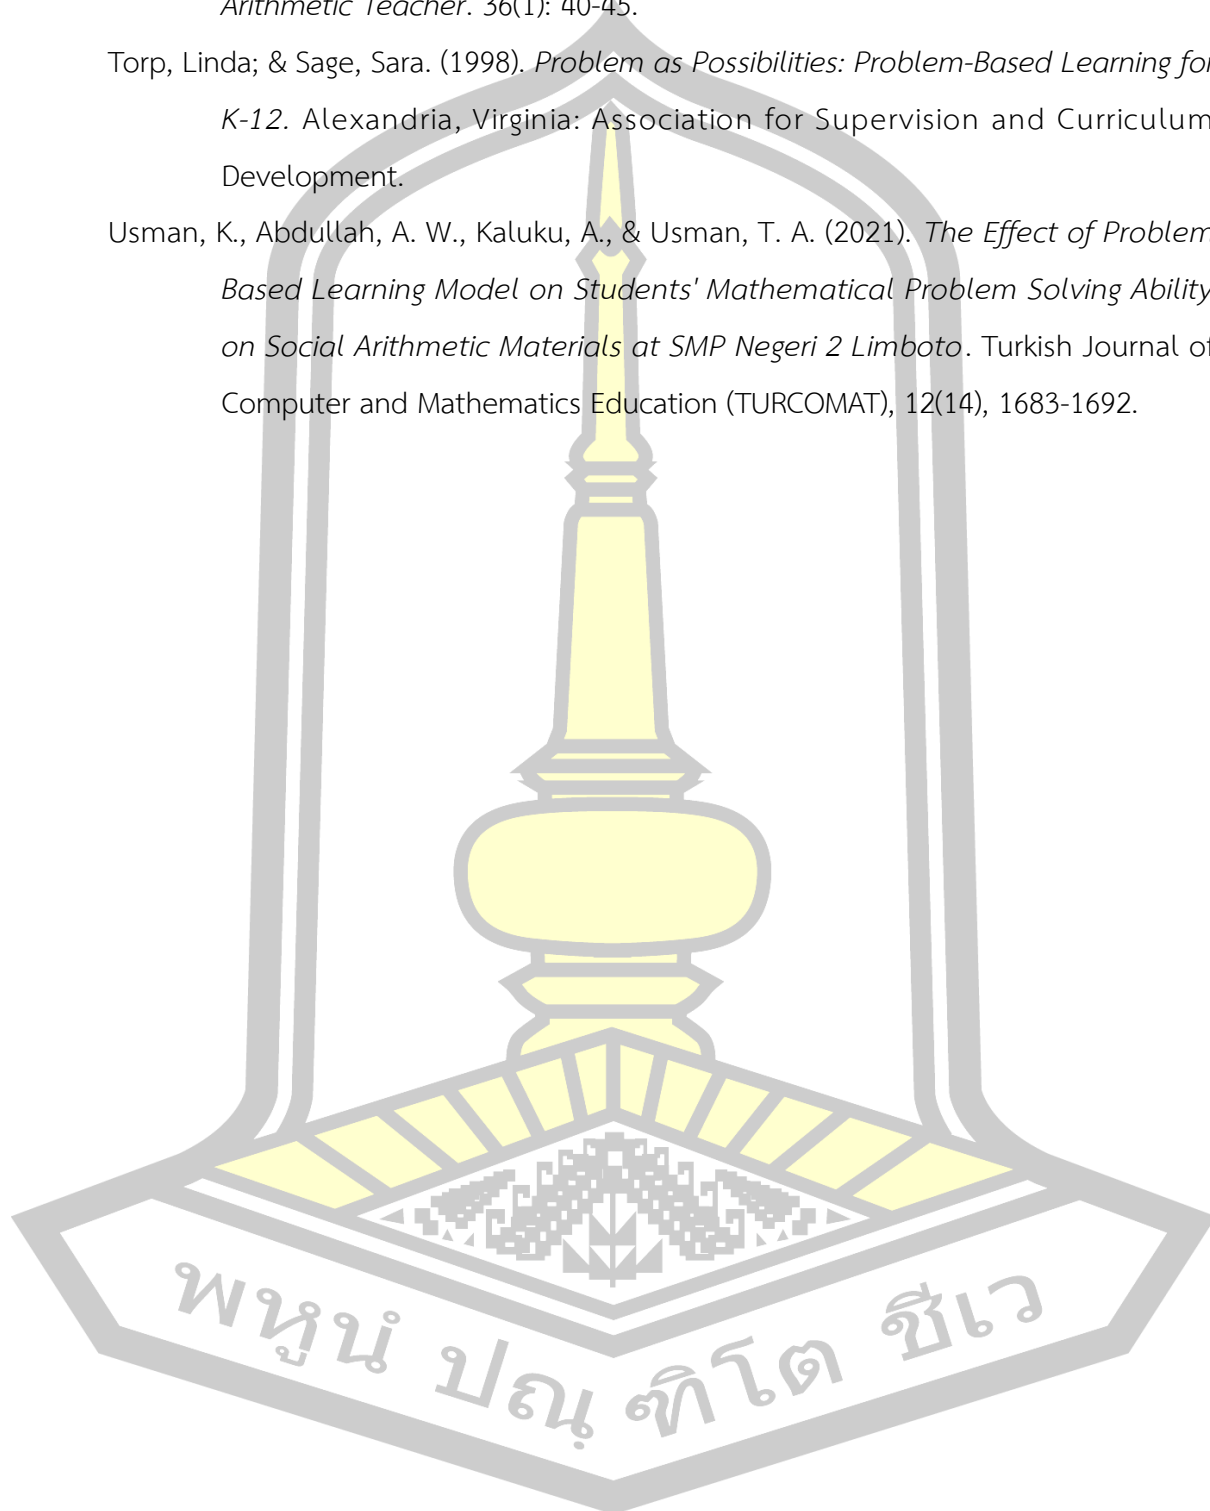 Arithmetic Teacher. 36(1): 40-45.
Torp, Linda; & Sage, Sara. (1998). Problem as Possibilities: Problem-Based Learning for
K-12. Alexandria, Virginia: Association for Supervision and Curriculum
Development.
Usman, K., Abdullah, A. W., Kaluku, A., & Usman, T. A. (2021). The Effect of Problem
Based Learning Model on Students' Mathematical Problem Solving Ability
on Social Arithmetic Materials at SMP Negeri 2 Limboto. Turkish Journal of
Computer and Mathematics Education (TURCOMAT), 12(14), 1683-1692.
พหูนํ ปณฺ ฑิโต ชีเว